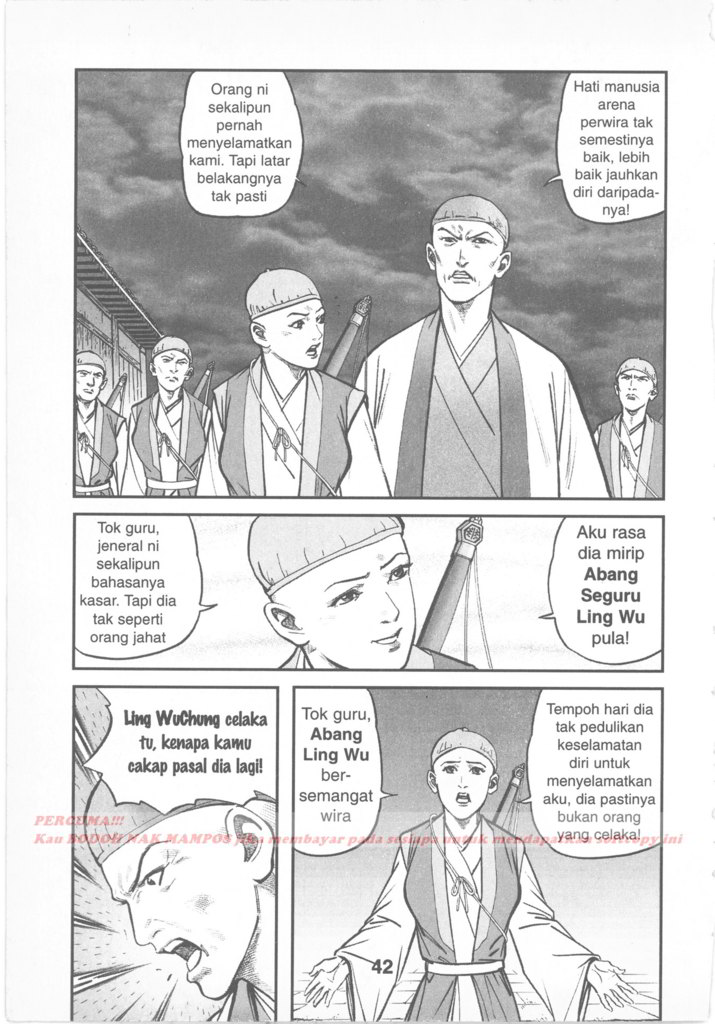 Orang ni
sekalipun
pernah
menyelamatkan
kami. Tapi latar
belakangnya
tak pasti
Hati manusia
arena
perwira tak
semestinya
baik, lebih
baik jauhkan
diri daripada-
nya!
Tok guru,
jeneral ni
sekalipun
bahasanya
kasar. Tapi dia
tak seperti
orang jahat
Aku rasa
dia mirip
Abang
Seguru
Ling Wu
pula!
Ling WuChung celaka
tu, kenapa kamu
cakap pasal dia lagi!
Tok guru,
Abang
Ling Wu
ber-
semangat
wira
Tempoh hari dia
tak pedulikan
keselamatan
diri untuk
menyelamatkan
aku, dia pastinya
bukan orang
yang celaka!
PERCUMA!!!
Kau BODOH NAK MAMPOS jika membayar pada sesiapa untuk mendapatkan softcopy ini
42